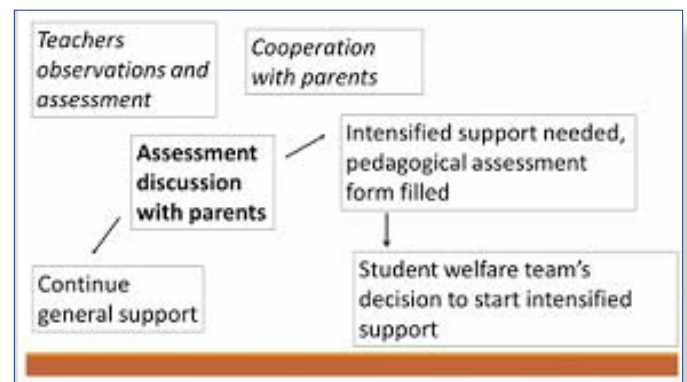 Teachers
observations and
assessment
Cooperation
with parents
Assessment
discussion
with parents
Intensified support needed,
pedagogical assessment
form filled
Continue
general support
Student welfare team's
decision to start intensified
support